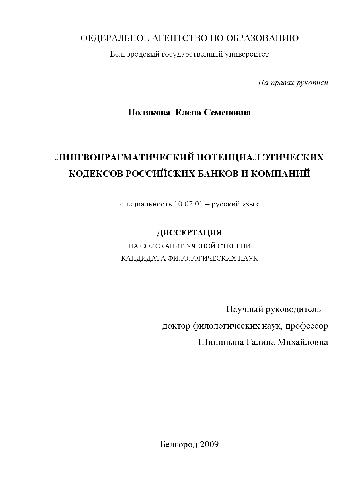 ФЕДЕРАЛЬНОЕ АГЕНТСТВО ПО ОБРАЗОВАНИЮ
Белгородский государственный университет
На правах рукописи
Полякова Елена Семеновна
ЛИНГВОПРАГМАТИЧЕСКИЙ ПОТЕНЦИАЛ ЭТИЧЕСКИХ
КОДЕКСОВ РОССИЙСКИХ БАНКОВ И КОМПАНИЙ
специальность 10.02.01 – русский язык
ДИССЕРТАЦИЯ
НА СОИСКАНИЕ УЧЕНОЙ СТЕПЕНИ
КАНДИДАТА ФИЛОЛОГИЧЕСКИХ НАУК
Научный руководитель
доктор филологических наук, профессор
Галина Михайловна
Белгород 2009